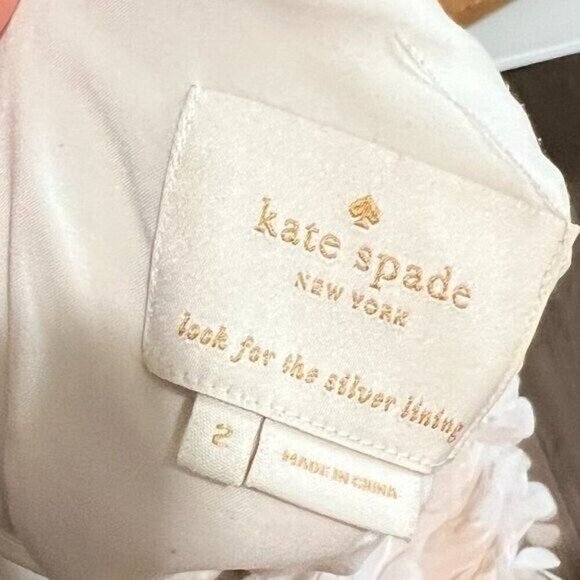 kate spade
NEW YORK
look for the silver lining
2
MADE IN CHINA